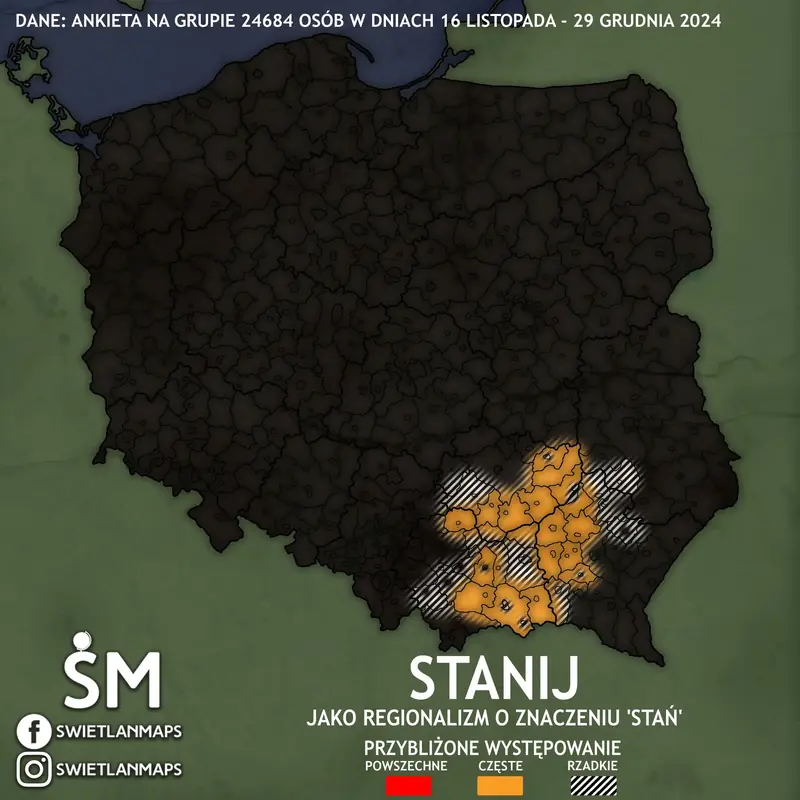 DANE: ANKIETA NA GRUPIE 24684 OSÓB W DNIACH 16 LISTOPADA - 29 GRUDNIA 2024
STANIJ
JAKO REGIONALIZM O ZNACZENIU 'STAŃ'
PRZYBLIŻONE WYSTĘPOWANIE
POWSZECHNE CZĘSTE RZADKIE
ŚM
SWIETLANMAPS
SWIETLANMAPS